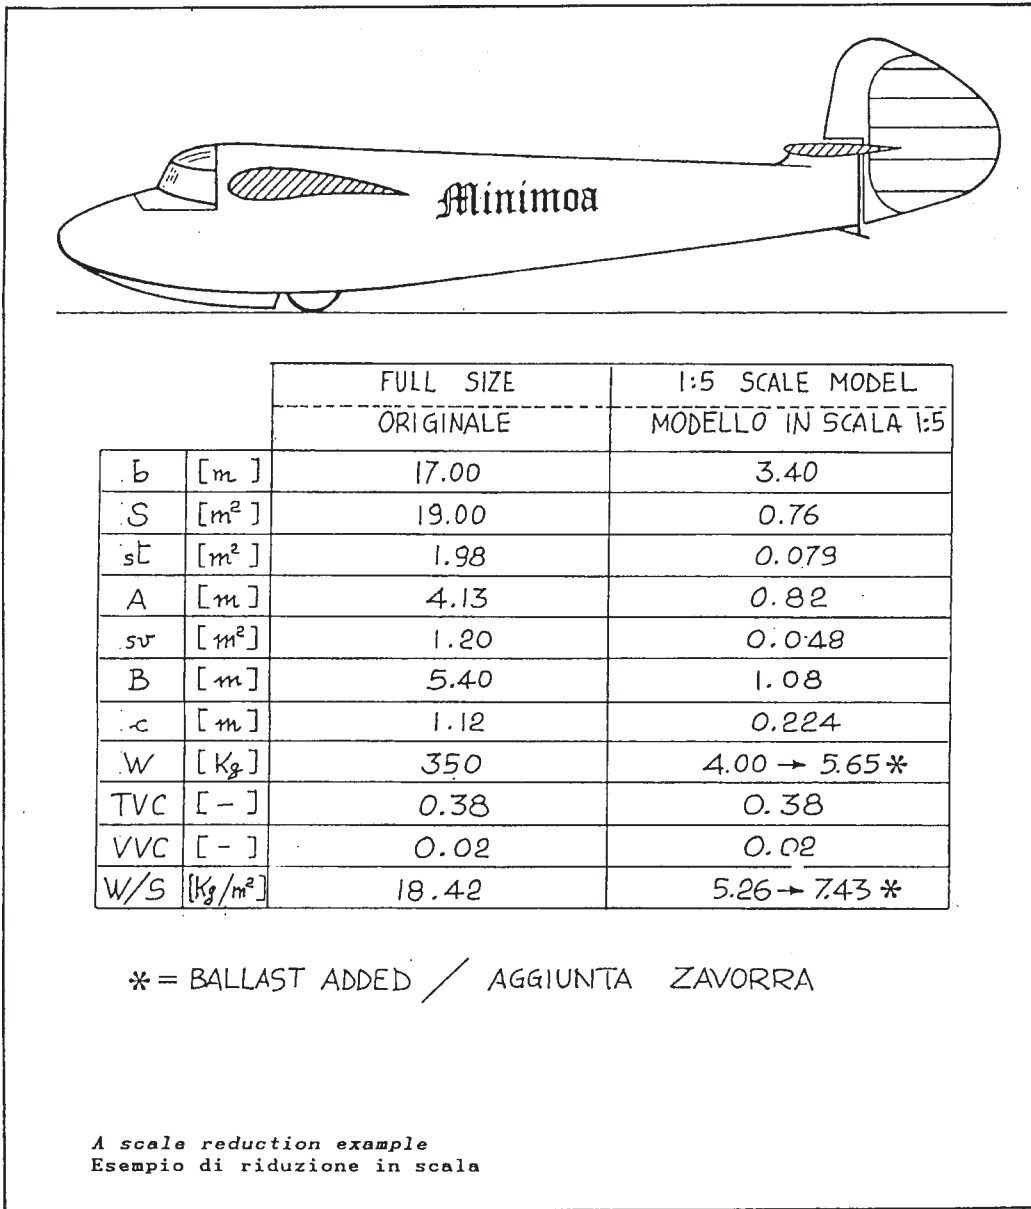 Minimoa
FULL SIZE 1:5 SCALE MODEL
ORIGINALE MODELLO IN SCALA 1:5
b [m] 17.00 3.40
S [m²] 19.00 0.76
st [m²] 1.98 0.079
A [m] 4.13 0.82
sv [m²] 1.20 0.048
B [m] 5.40 1.08
c [m] 1.12 0.224
W [Kg] 350 4.00 → 5.65 *
TVC [-] 0.38 0.38
VVC [-] 0.02 0.02
W/S [Kg/m²] 18.42 5.26 → 7.43 *
* = BALLAST ADDED / AGGIUNTA ZAVORRA
A scale reduction example
Esempio di riduzione in scala